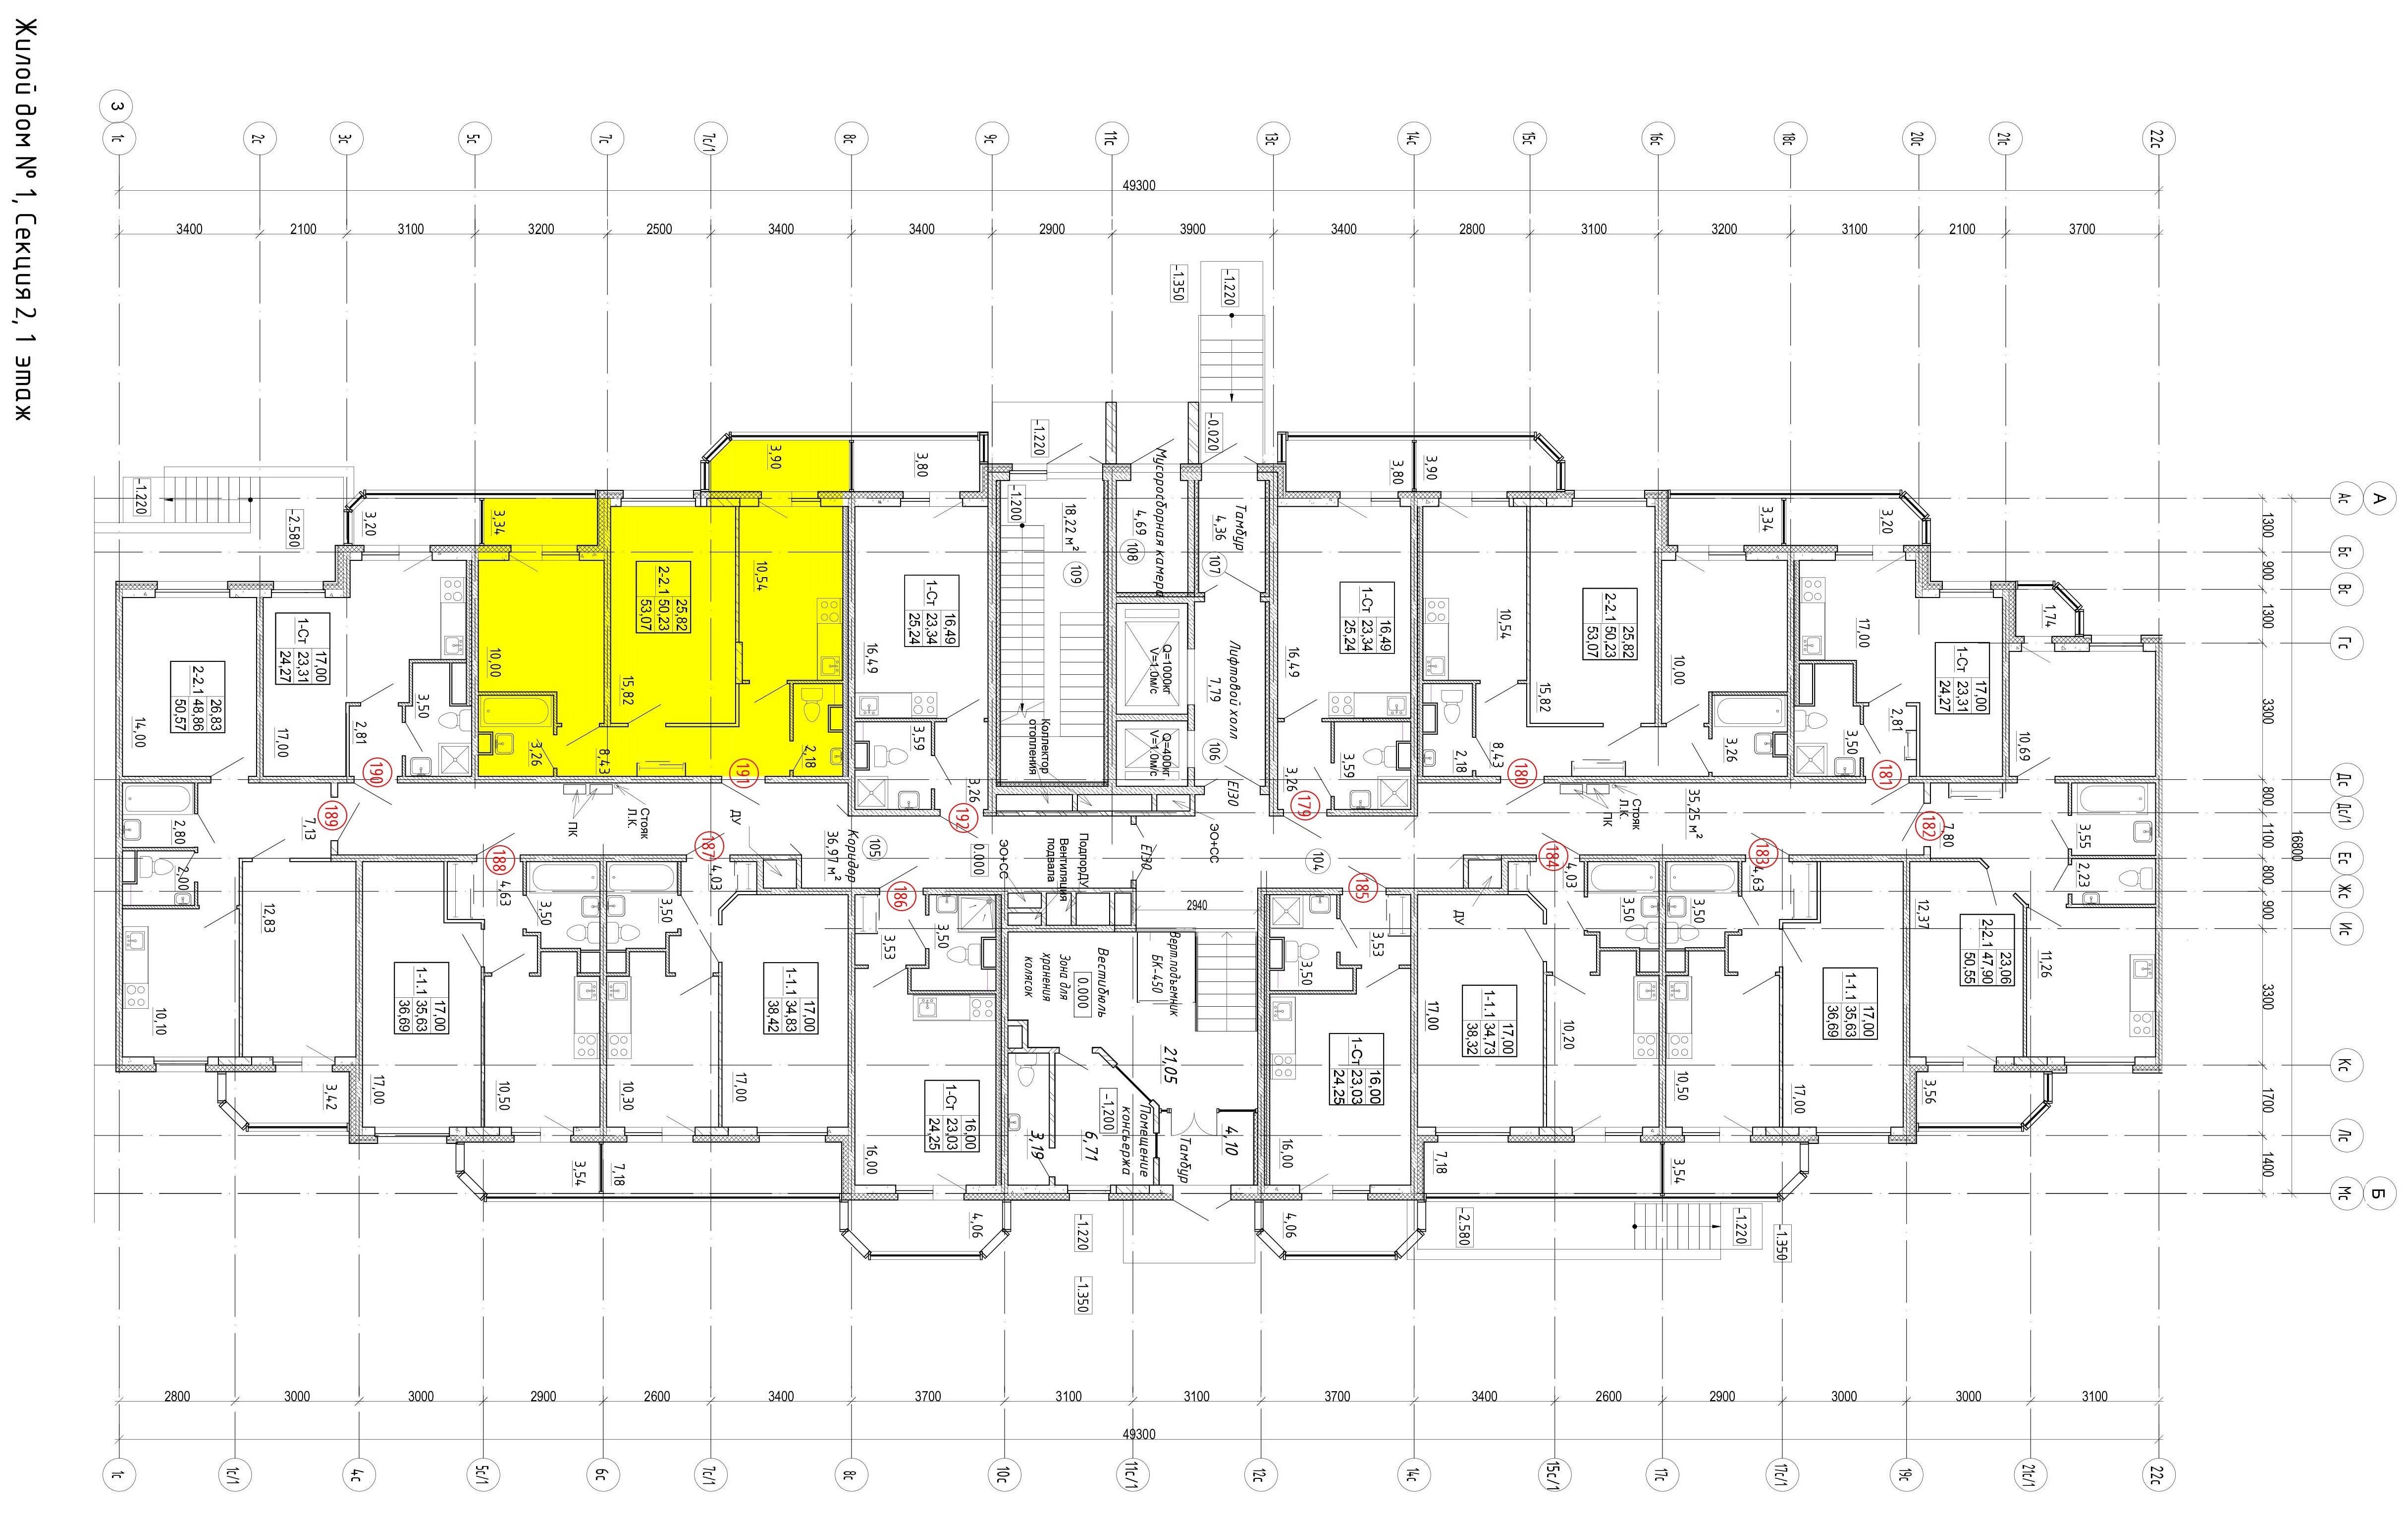 Жилой дом № 1, Секция 2, 1 этаж
3
1с
2с
3с
5с
7с
7с/1
8с
9с
11с
13с
14с
15с
16с
18с
20с
21с
22с
49300
3400
2100
3100
3200
2500
3400
3400
2900
3900
3400
2800
3100
3200
3100
2100
3700
А
Ас
Бс
Вс
Гс
Дс
Дс/1
Ес
Жс
Ис
Кс
Лс
Мс
Б
1300
900
1300
3300
800
1100
800
900
3300
1700
1400
16800
-1.220
-2.580
3,20
3,34
3,90
3,80
-1.220
-1.350
-1.220
-0.020
3,80
3,90
3,34
3,20
1,74
2-2.1
26,83
48,86
50,57
14,00
1-Ст
17,00
23,31
24,27
17,00
2,81
3,50
10,00
3,26
2-2.1
25,82
50,23
53,07
15,82
8,43
10,54
2,18
1-Ст
16,49
23,34
25,24
16,49
3,59
3,26
-1.200
18,22 м²
109
Мусоросборная камера
4,69
108
Тамбур
4,36
107
Q=1000кг
V=1.0м/с
Q=400кг
V=1.0м/с
Лифтовой холл
7,79
106
EI30
Коллектор
отопления
1-Ст
16,49
23,34
25,24
16,49
3,59
3,26
10,54
2,18
2-2.1
25,82
50,23
53,07
15,82
8,43
10,00
3,26
17,00
1-Ст
17,00
23,31
24,27
3,50
2,81
10,69
190
191
192
179
180
181
189
188
187
186
185
184
183
182
2,80
7,13
2,00
ПК
Стояк
Л.К.
ДУ
Коридор
36,97 м²
105
0.000
ЭО+СС
Вентиляция
подвала
ПодпорДУ
EI30
ЭО+СС
104
2940
ДУ
Стояк
Л.К.
ПК
35,25 м²
7,80
3,55
2,23
12,83
10,10
3,42
4,63
3,50
1-1.1
17,00
35,63
36,69
17,00
10,50
3,50
4,03
1-1.1
17,00
34,83
38,42
10,30
17,00
3,53
3,50
1-Ст
16,00
23,03
24,25
16,00
Вестибюль
0.000
Зона для
хранения
колясок
Верт.подъемник
БК-450
21,05
-1,200
Помещение
консьержа
6,71
3,19
Тамбур
4,10
3,50
3,53
1-Ст
16,00
23,03
24,25
16,00
4,03
3,50
17,00
1-1.1
17,00
34,73
38,32
10,20
3,50
4,63
10,50
1-1.1
17,00
35,63
36,69
17,00
12,37
2-2.1
23,06
47,90
50,55
11,26
3,56
3,54
7,18
4,06
-1.220
-1.350
4,06
7,18
3,54
-2.580
-1.220
-1.350
2800
3000
3000
2900
2600
3400
3700
3100
3100
3700
3400
2600
2900
3000
3000
3100
49300
1с
1с/1
4с
5с/1
6с
7с/1
8с
10с
11с/1
12с
14с
15с/1
17с
17с/1
19с
21с/1
22с